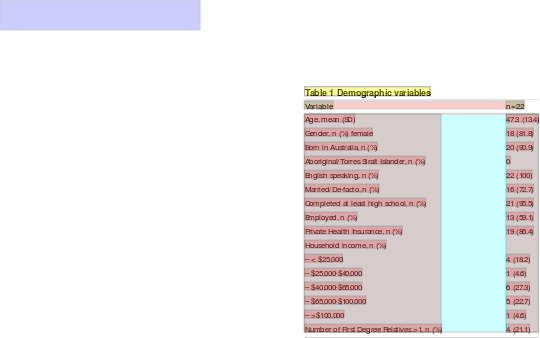 Table 1 Demographic variables
Variable n=22
Age, mean (SD) 47.3 (13.4)
Gender, n (%) female 18 (81.8)
Born in Australia, n (%) 20 (90.9)
Aboriginal/Torres Strait Islander, n (%) 0
English speaking, n (%) 22 (100)
Married/De-facto, n (%) 16 (72.7)
Completed at least high school, n (%) 21 (95.5)
Employed, n (%) 13 (59.1)
Private Health Insurance, n (%) 19 (86.4)
Household income, n (%)
– < $25,000 4 (18.2)
– $25,000-$40,000 1 (4.6)
– $40,000-$65,000 6 (27.3)
– $65,000-$100,000 5 (22.7)
– > $100,000 1 (4.6)
Number of First Degree Relatives >1, n (%) 4 (21.1)